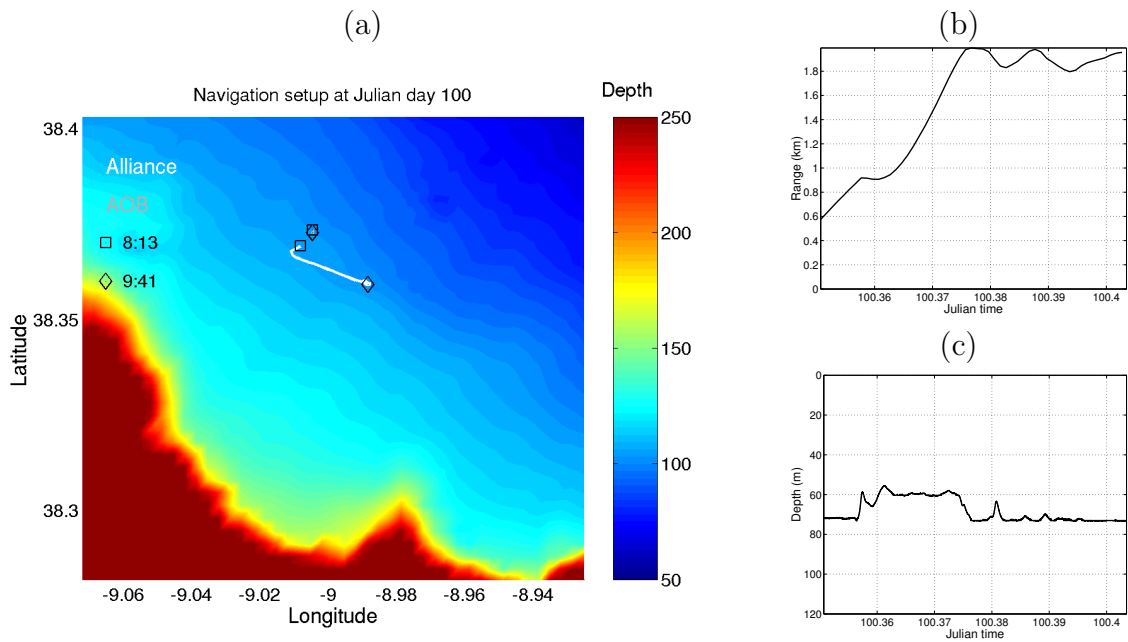 (a)
Navigation setup at Julian day 100
Depth
38.4
38.35
38.3
Latitude
Alliance
AOB
8:13
9:41
-9.06 -9.04 -9.02 -9 -8.98 -8.96 -8.94
Longitude
250
200
150
100
50
(b)
1.8
1.6
1.4
1.2
1
0.8
0.6
0.4
0.2
0
Range (km)
100.36 100.37 100.38 100.39 100.4
Julian time
(c)
0
20
40
60
80
100
120
Depth (m)
100.36 100.37 100.38 100.39 100.4
Julian time